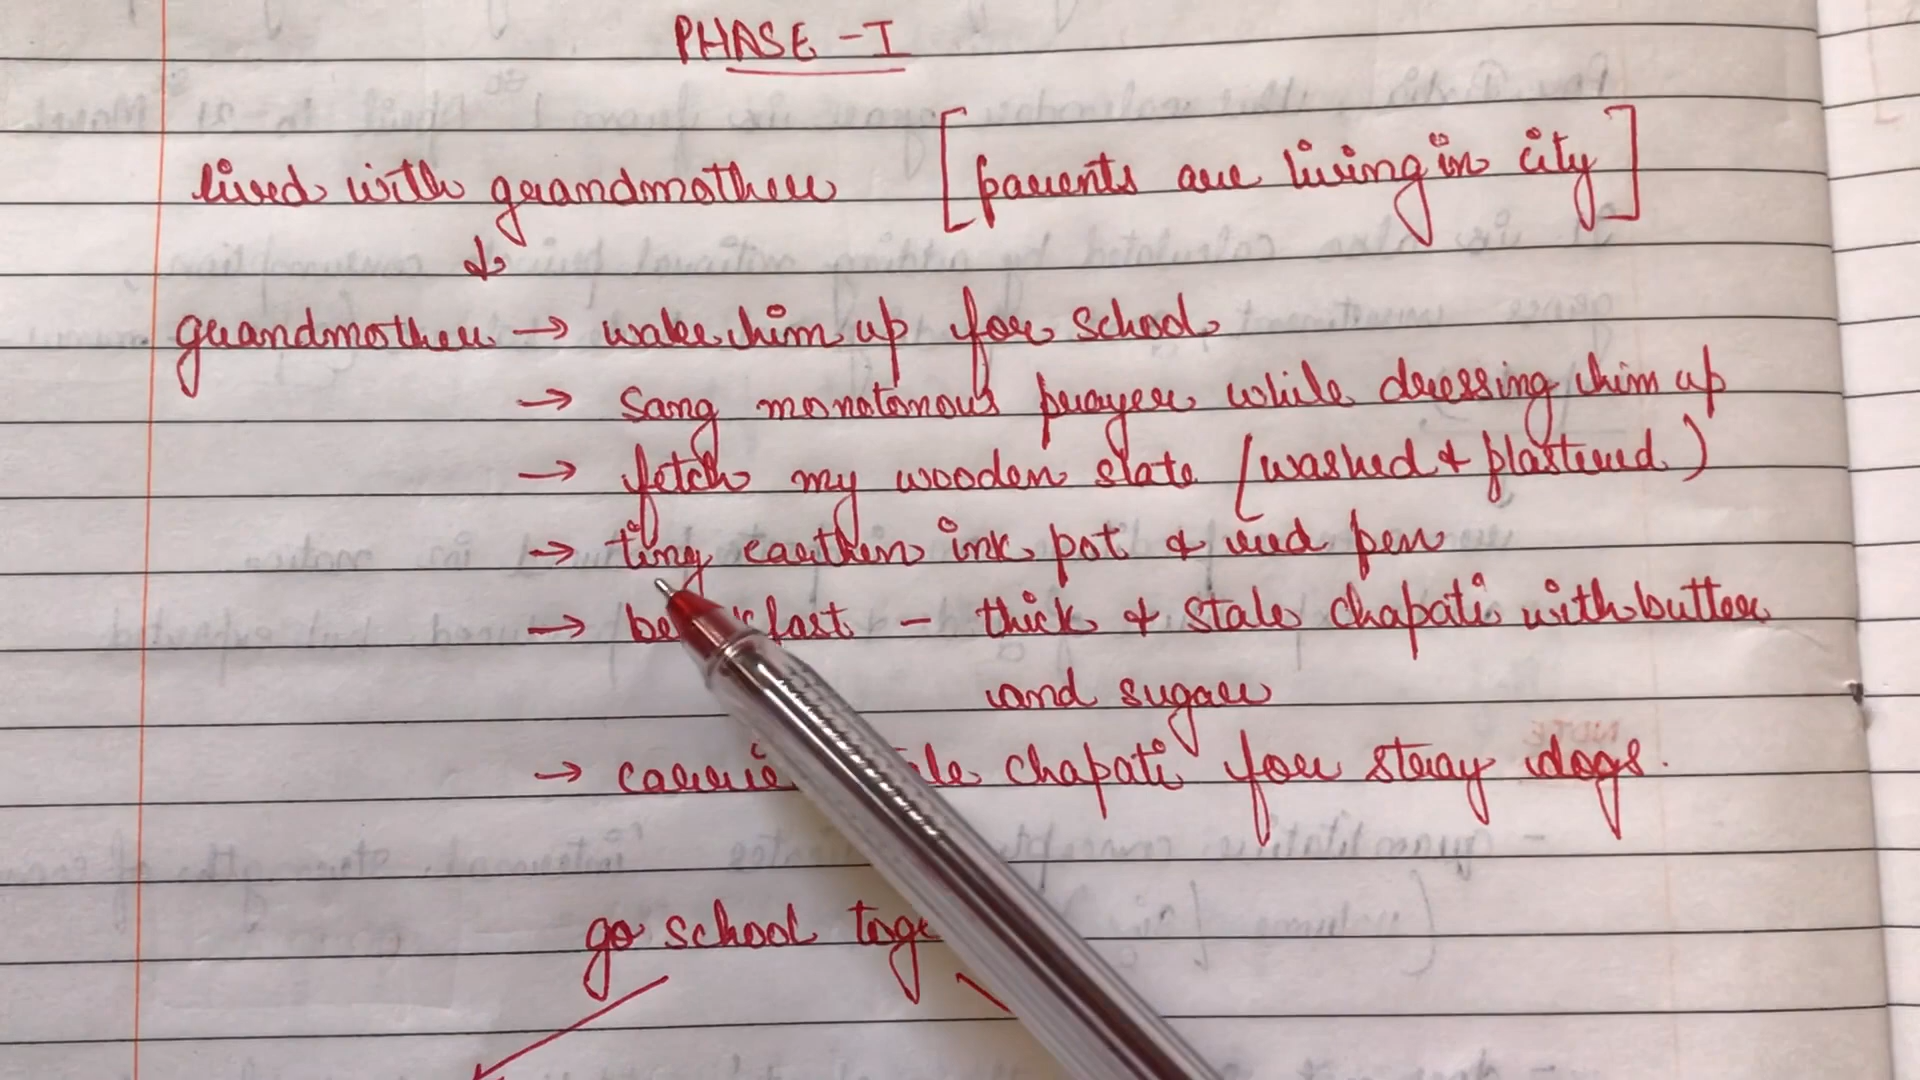 PHASE - I
lived with grandmother [parents are living in city]
↓
grandmother → wake him up for school
→ sang monotonous prayer while dressing him up
→ fetch my wooden slate (washed & plastered)
→ tiny earthen ink pot & red pen
→ - thick & stale chapati with butter
and sugar
→ chapati for stray dogs.
go school